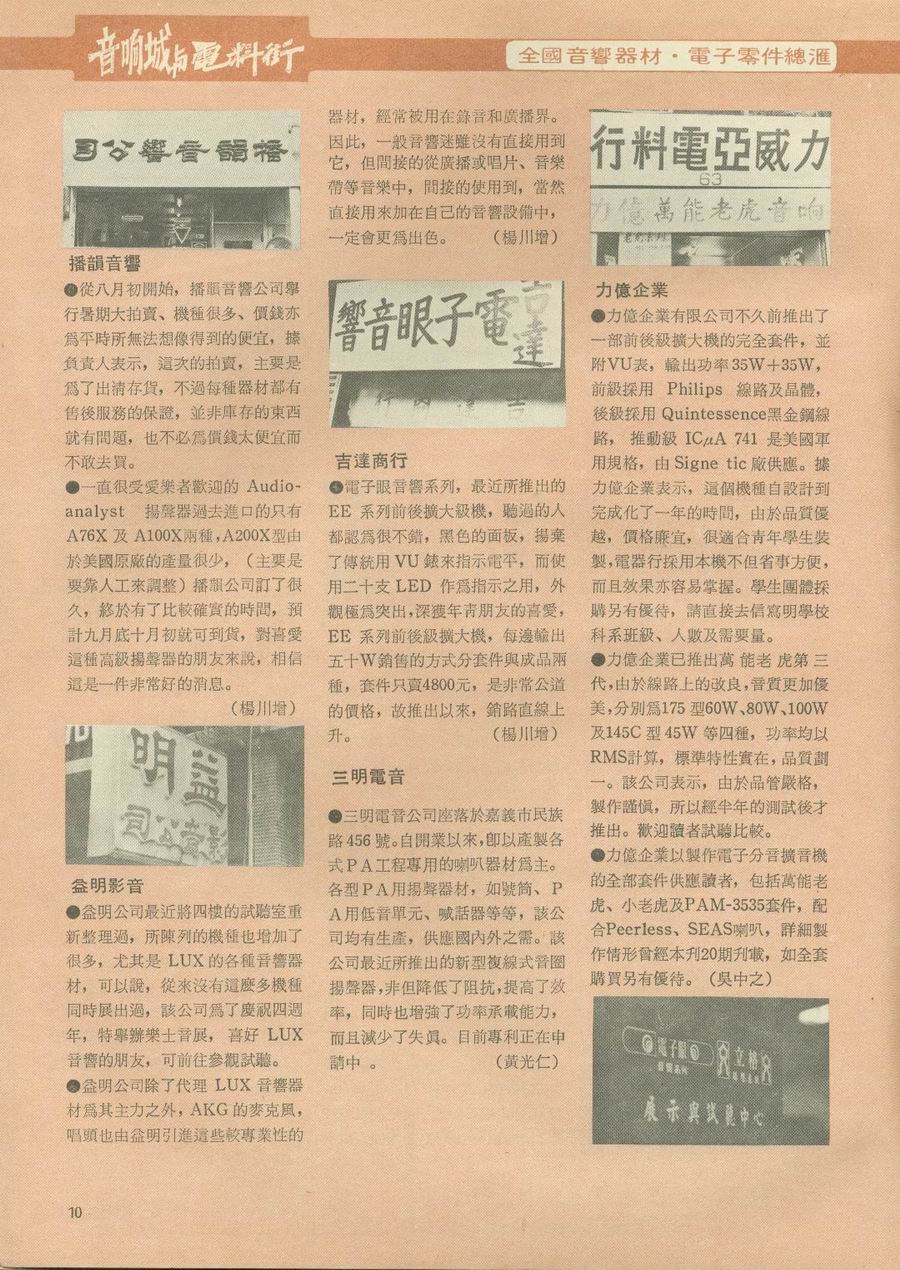 音响城与電料街
全國音響器材・電子零件總滙
播韻音響公司
播韻音響
●從八月初開始，播韻音響公司舉
行暑期大拍賣、機種很多、價錢亦
爲平時所無法想像得到的便宜，據
負責人表示，這次的拍賣，主要是
爲了出清存貨，不過每種器材都有
售後服務的保證，並非庫存的東西
就有問題，也不必爲價錢太便宜而
不敢去買。
●一直很受愛樂者歡迎的 Audio-
analyst 揚聲器過去進口的只有
A76X 及 A100X兩種，A200X型由
於美國原廠的產量很少，（主要是
要靠人工來調整）播韻公司訂了很
久，終於有了比較確實的時間，預
計九月底十月初就可到貨，對喜愛
這種高級揚聲器的朋友來說，相信
這是一件非常好的消息。
（楊川增）
益明
益明影音
●益明公司最近將四樓的試聽室重
新整理過，所陳列的機種也增加了
很多，尤其是 LUX 的各種音響器
材，可以說，從來沒有這麼多機種
同時展出過，該公司爲了慶祝四週
年，特舉辦樂士音展， 喜好 LUX
音響的朋友，可前往參觀試聽。
●益明公司除了代理 LUX 音響器
材爲其主力之外，AKG 的麥克風，
唱頭也由益明引進這些較專業性的
器材，經常被用在錄音和廣播界。
因此，一般音響迷雖沒有直接用到
它，但間接的從廣播或唱片、音樂
帶等音樂中，間接的使用到，當然
直接用來加在自己的音響設備中，
一定會更爲出色。 （楊川增）
吉達
電子眼音響
吉達商行
●電子眼音響系列，最近所推出的
EE 系列前後擴大級機，聽過的人
都認爲很不錯，黑色的面板，揚棄
了傳統用 VU 錶來指示電平，而使
用二十支 LED 作爲指示之用，外
觀極爲突出，深獲年靑朋友的喜愛，
EE 系列前後級擴大機，每邊輸出
五十W銷售的方式分套件與成品兩
種，套件只賣4800元，是非常公道
的價格，故推出以來，銷路直線上
升。 （楊川增）
三明電音
●三明電音公司座落於嘉義市民族
路 456 號。自開業以來，卽以產製各
式 P A工程專用的喇叭器材爲主。
各型 P A 用揚聲器材，如號筒、 P
A 用低音單元、喊話器等等，該公
司均有生產，供應國內外之需。該
公司最近所推出的新型複線式音圈
揚聲器，非但降低了阻抗，提高了效
率，同時也增強了功率承載能力，
而且減少了失眞。目前專利正在申
請中 。 （黃光仁）
力威亞電料行
63
力億萬能老虎音响
力億企業
●力億企業有限公司不久前推出了
一部前後級擴大機的完全套件，並
附VU表，輸出功率 35W＋35W，
前級採用 Philips 線路及晶體，
後級採用 Quintessence黑金鋼線
路， 推動級 ICμA 741 是美國軍
用規格，由 Signe tic 廠供應。據
力億企業表示，這個機種自設計到
完成化了一年的時間，由於品質優
越，價格廉宜，很適合靑年學生裝
製，電器行採用本機不但省事方便，
而且效果亦容易掌握。學生團體採
購另有優待，請直接去信寫明學校
科系班級、人數及需要量。
●力億企業已推出萬 能老 虎第 三
代，由於線路上的改良，音質更加優
美，分別爲175 型60W、80W、100W
及145C 型 45W 等四種，功率均以
RMS計算，標準特性實在，品質劃
一。該公司表示，由於品管嚴格，
製作謹愼，所以經半年的測試後才
推出。歡迎讀者試聽比較。
●力億企業以製作電子分音擴音機
的全部套件供應讀者，包括萬能老
虎、小老虎及PAM-3535套件，配
合Peerless、SEAS喇叭，詳細製
作情形曾經本刋20期刋載，如全套
購買另有優待。（吳中之）
電子眼
立格
展示與試聽中心
10